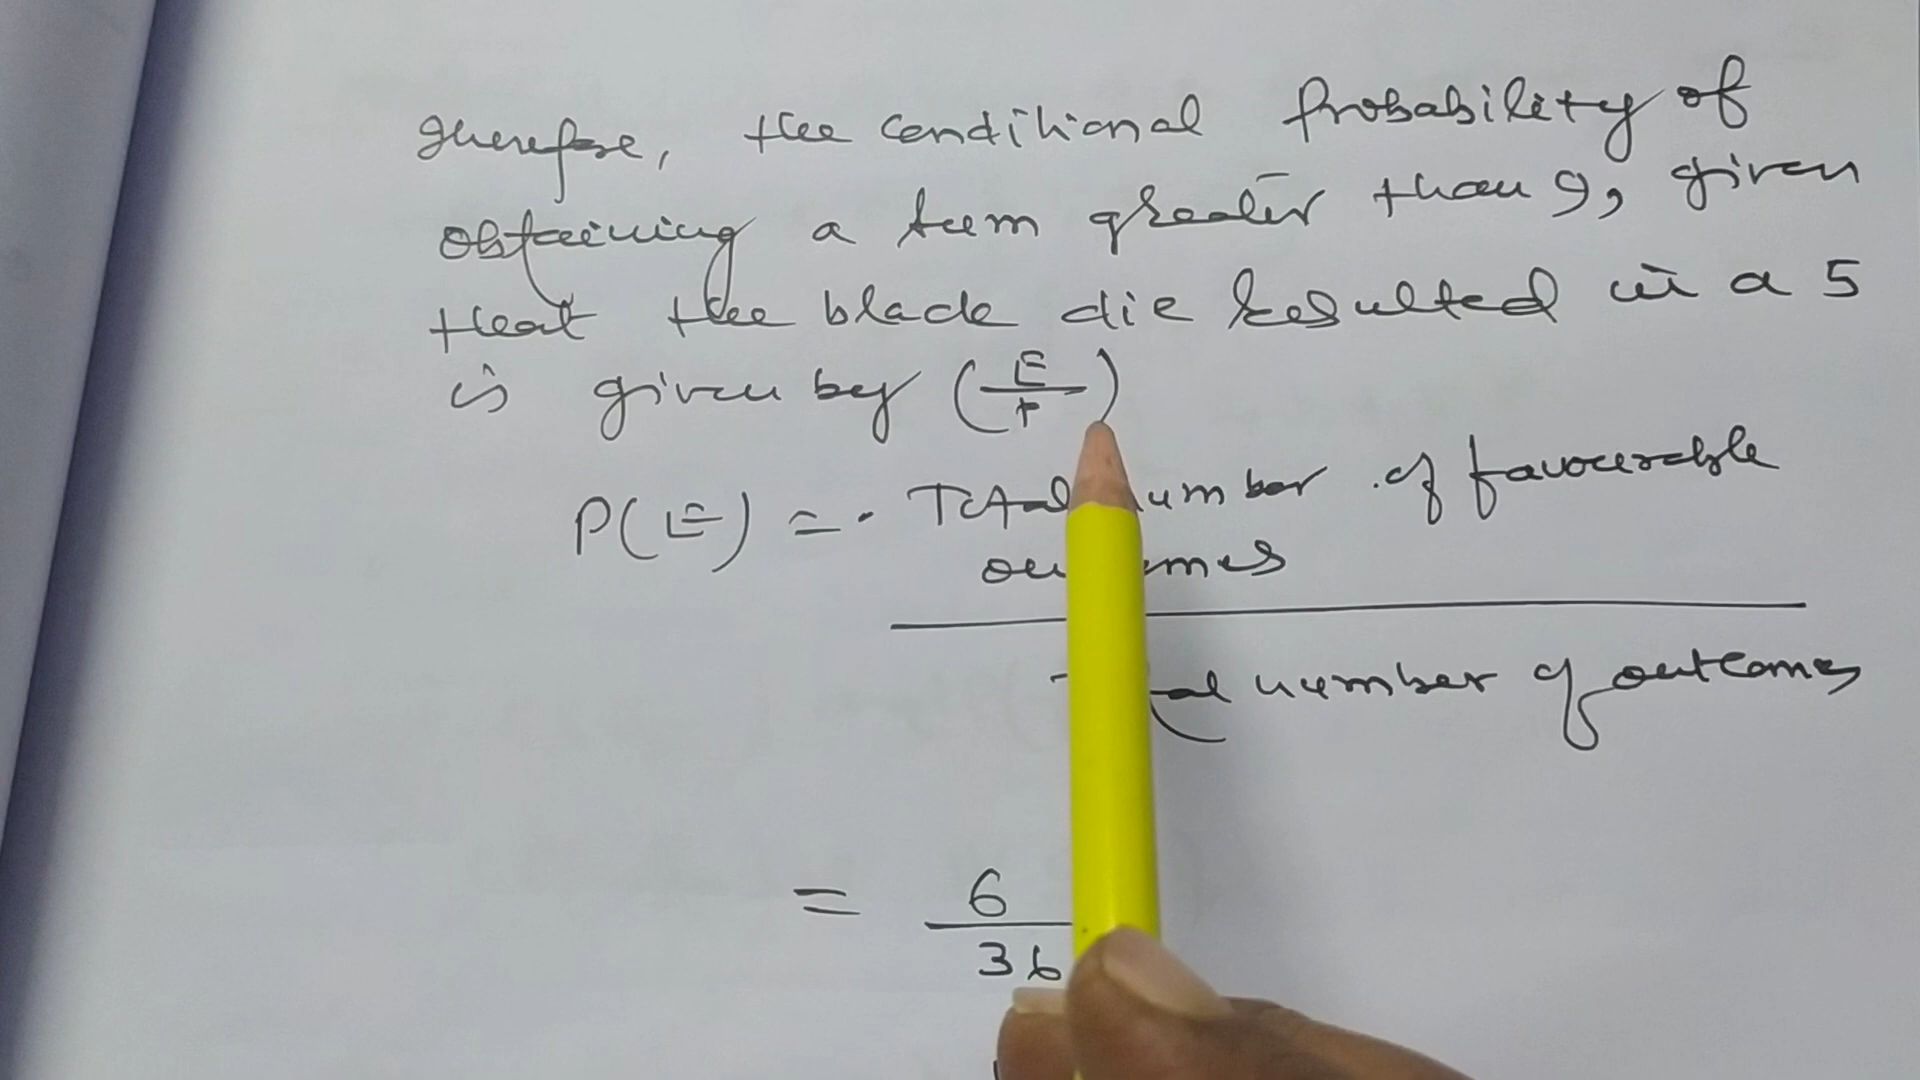 therefore, the conditional probability of
obtaining a sum greater than 9, given
that the black die resulted in a 5
is given by (E/F)
P(E) = Total number of favourable
outcomes
Total number of outcomes
= 6
36